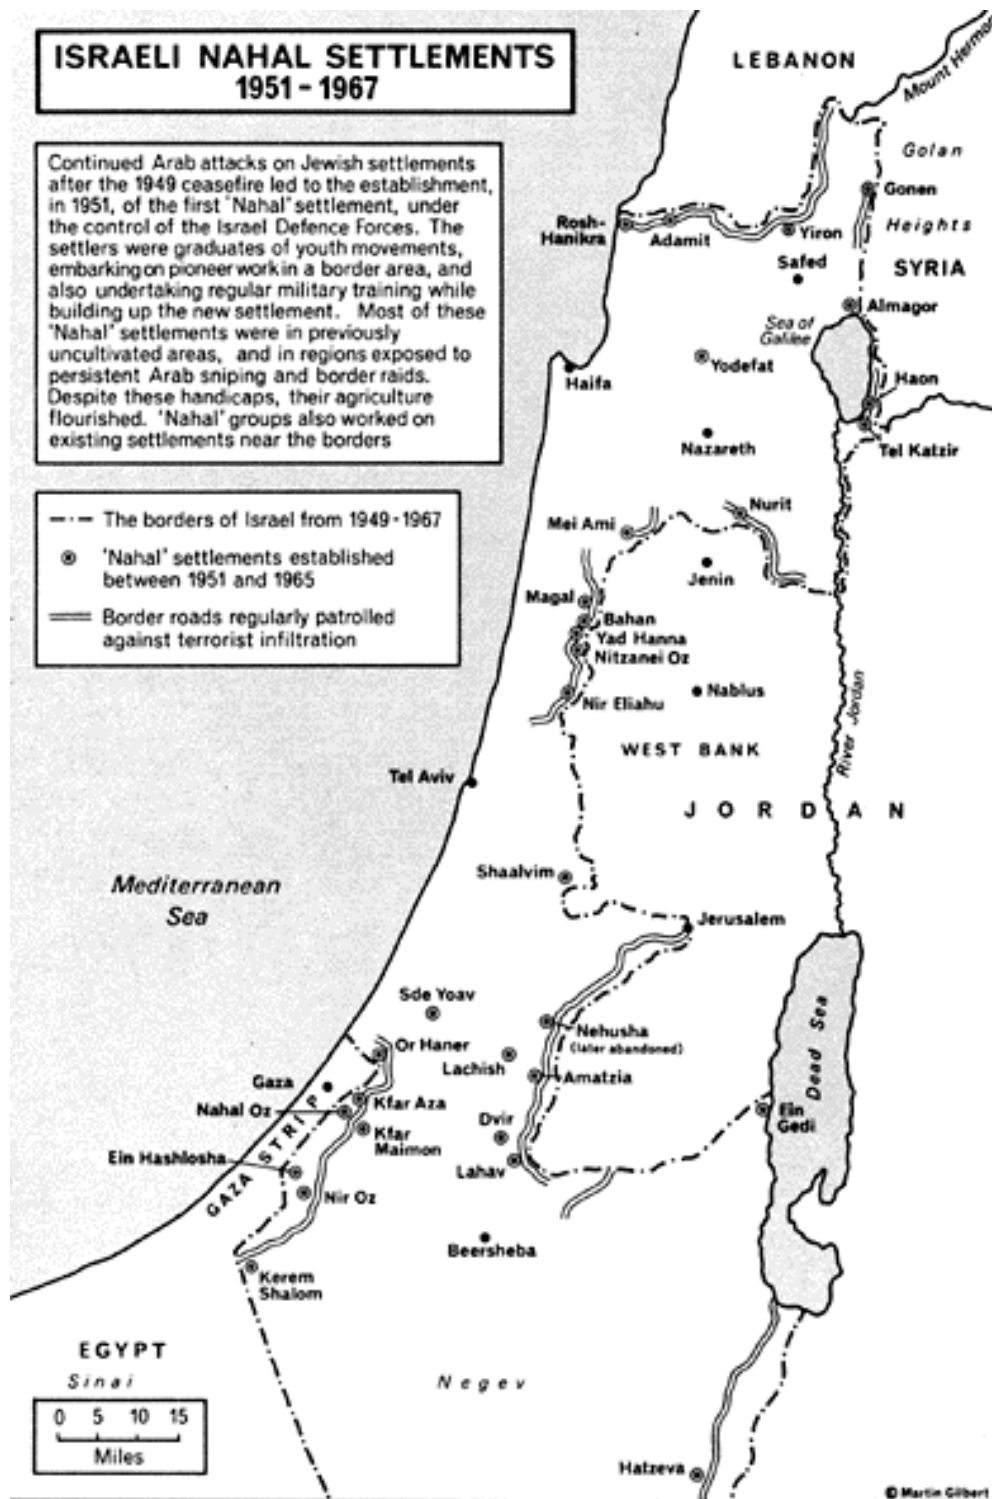 ISRAELI NAHAL SETTLEMENTS
1951-1967
Continued Arab attacks on Jewish settlements
after the 1949 ceasefire led to the establishment,
in 1951, of the first 'Nahal' settlement, under
the control of the Israel Defence Forces. The
settlers were graduates of youth movements,
embarking on pioneer work in a border area, and
also undertaking regular military training while
building up the new settlement. Most of these
'Nahal' settlements were in previously
uncultivated areas, and in regions exposed to
persistent Arab sniping and border raids.
Despite these handicaps, their agriculture
flourished. 'Nahal' groups also worked on
existing settlements near the borders
The borders of Israel from 1949-1967
'Nahal' settlements established
between 1951 and 1965
Border roads regularly patrolled
against terrorist infiltration
LEBANON
Mount Hermon
Golan
Gonen
Heights
Rosh-
Hanikra
Adamit
Yiron
Safed
SYRIA
Almagor
Sea of
Galilee
Yodefat
Haifa
Haon
Nazareth
Tel Katzir
Nurit
Mei Ami
Jenin
Magal
Bahan
Yad Hanna
Nitzanei Oz
Nir Eliahu
Nablus
River Jordan
WEST BANK
Tel Aviv
JORDAN
Shaalvim
Mediterranean
Sea
Jerusalem
Sde Yoav
Nehusha
(later abandoned)
Or Haner
Lachish
Amatzia
Dead Sea
Gaza
Kfar Aza
Nahal Oz
Kfar
Maimon
Dvir
Ein
Gedi
Ein Hashlosha
Lahav
GAZA STRIP
Nir Oz
Beersheba
Kerem
Shalom
EGYPT
Sinai
Negev
0 5 10 15
Miles
Hatzeva
© Martin Gilbert